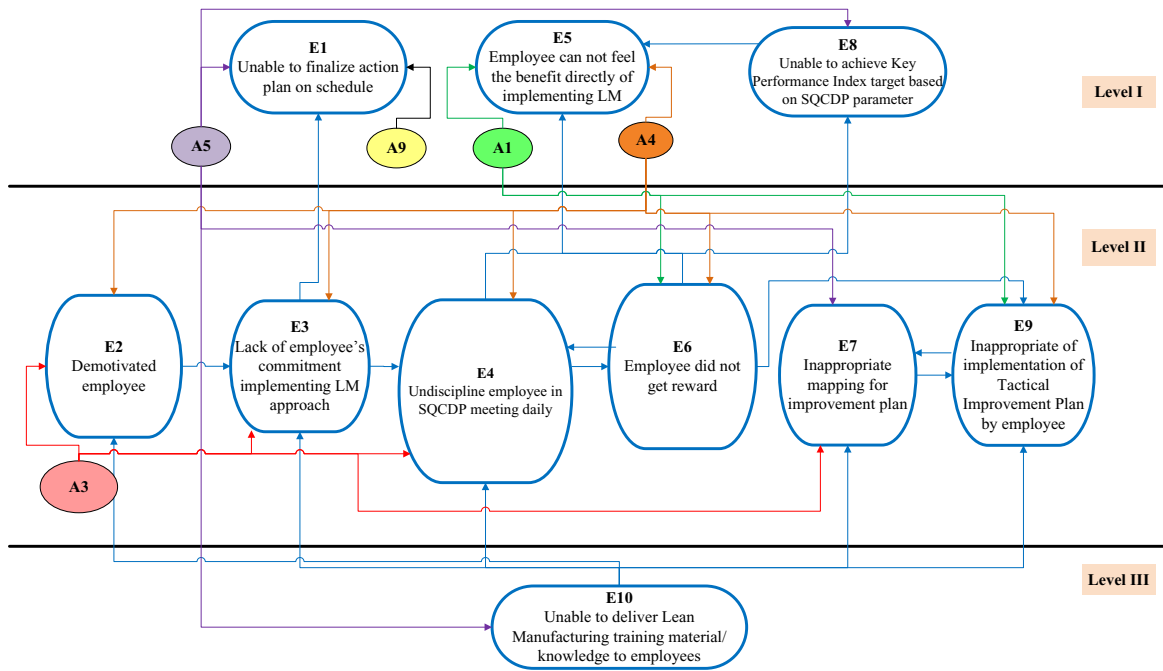 E1
Unable to finalize action
plan on schedule
E5
Employee can not feel
the benefit directly of
implementing LM
E8
Unable to achieve Key
Performance Index target based
on SQCDP parameter
Level I
A5
A9
A1
A4
Level II
E2
Demotivated
employee
E3
Lack of employee's
commitment
implementing LM
approach
E4
Undiscipline employee in
SQCDP meeting daily
E6
Employee did not
get reward
E7
Inappropriate
mapping for
improvement plan
E9
Inappropriate of
implementation of
Tactical
Improvement Plan
by employee
A3
Level III
E10
Unable to deliver Lean
Manufacturing training material/
knowledge to employees